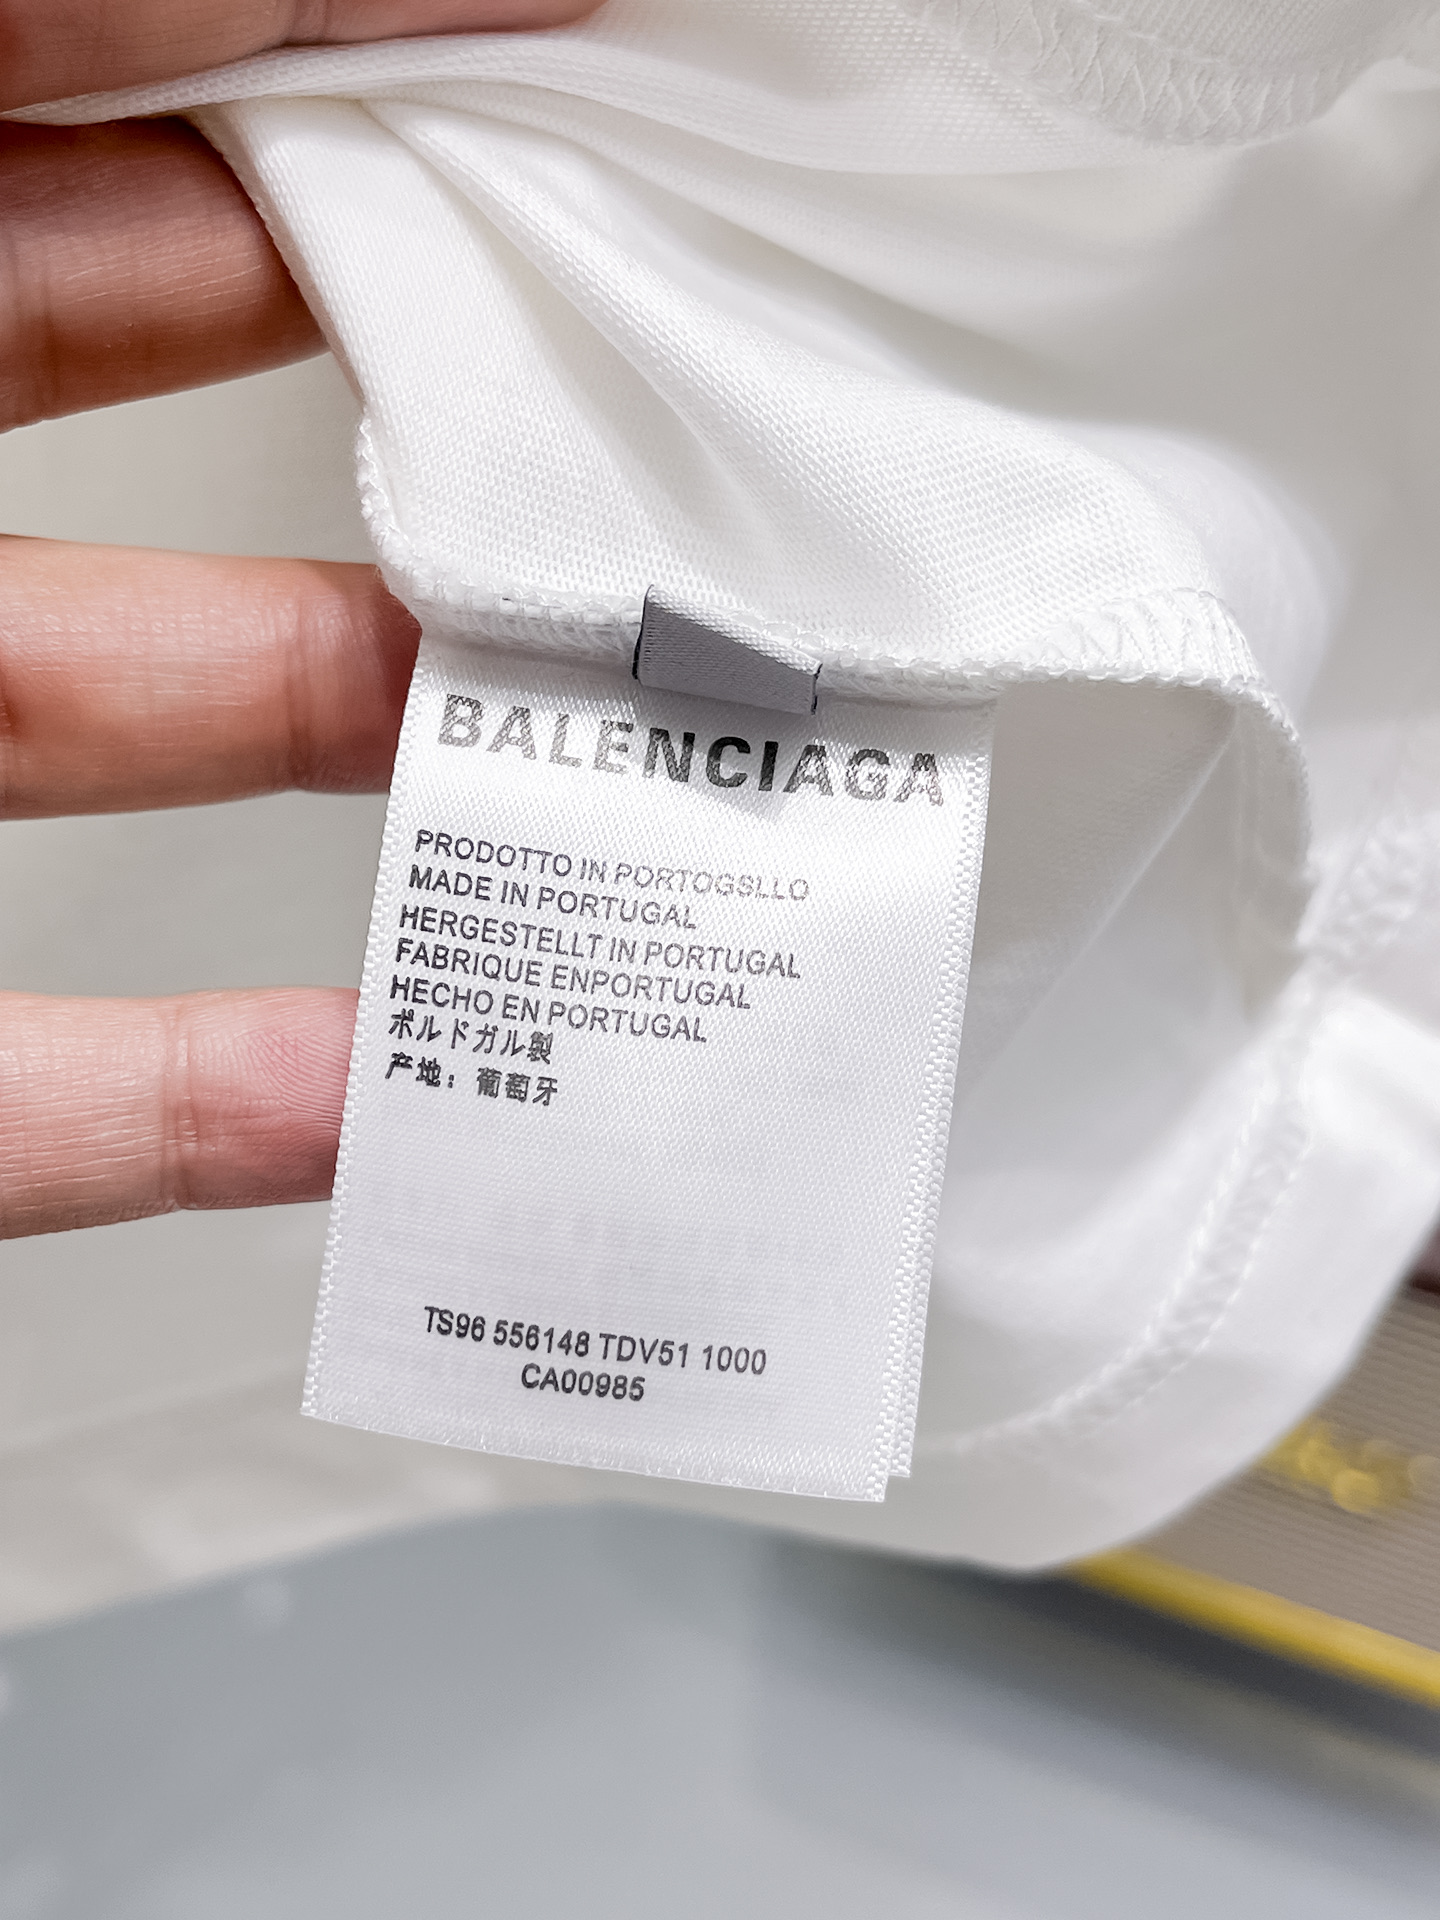 BALENCIAGA
PRODOTTO IN PORTOGSLLO
MADE IN PORTUGAL
HERGESTELLT IN PORTUGAL
FABRIQUE ENPORTUGAL
HECHO EN PORTUGAL
ポルドガル製
产地：葡萄牙
TS96 556148 TDV51 1000
CA00985